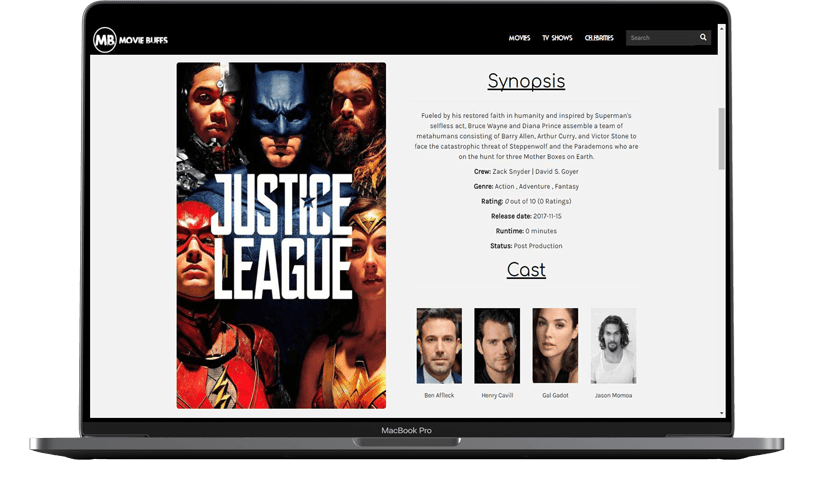 MB MOVIE BUFFS
MOVIES TV SHOWS CELEBRITIES Search
JUSTICE
LEAGUE
Synopsis
Fueled by his restored faith in humanity and inspired by Superman's
selfless act, Bruce Wayne and Diana Prince assemble a team of
metahumans consisting of Barry Allen, Arthur Curry, and Victor Stone to
face the catastrophic threat of Steppenwolf and the Parademons who are
on the hunt for three Mother Boxes on Earth.
Crew: Zack Snyder | David S. Goyer
Genre: Action , Adventure , Fantasy
Rating: 0 out of 10 (0 Ratings)
Release date: 2017-11-15
Runtime: 0 minutes
Status: Post Production
Cast
Ben Affleck Henry Cavill Gal Gadot Jason Momoa
MacBook Pro